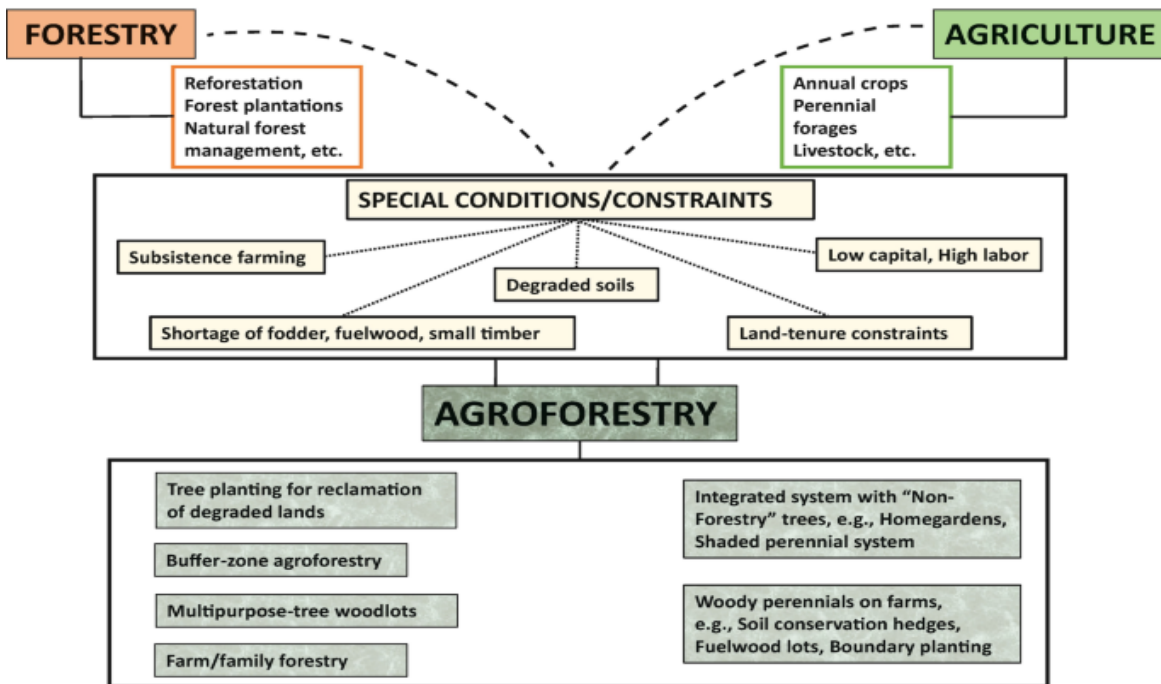 FORESTRY
AGRICULTURE
Reforestation
Forest plantations
Natural forest
management, etc.
Annual crops
Perennial
forages
Livestock, etc.
SPECIAL CONDITIONS/CONSTRAINTS
Subsistence farming
Low capital, High labor
Degraded soils
Shortage of fodder, fuelwood, small timber
Land-tenure constraints
AGROFORESTRY
Tree planting for reclamation
of degraded lands
Buffer-zone agroforestry
Multipurpose-tree woodlots
Farm/family forestry
Integrated system with “Non-
Forestry” trees, e.g., Homegardens,
Shaded perennial system
Woody perennials on farms,
e.g., Soil conservation hedges,
Fuelwood lots, Boundary planting